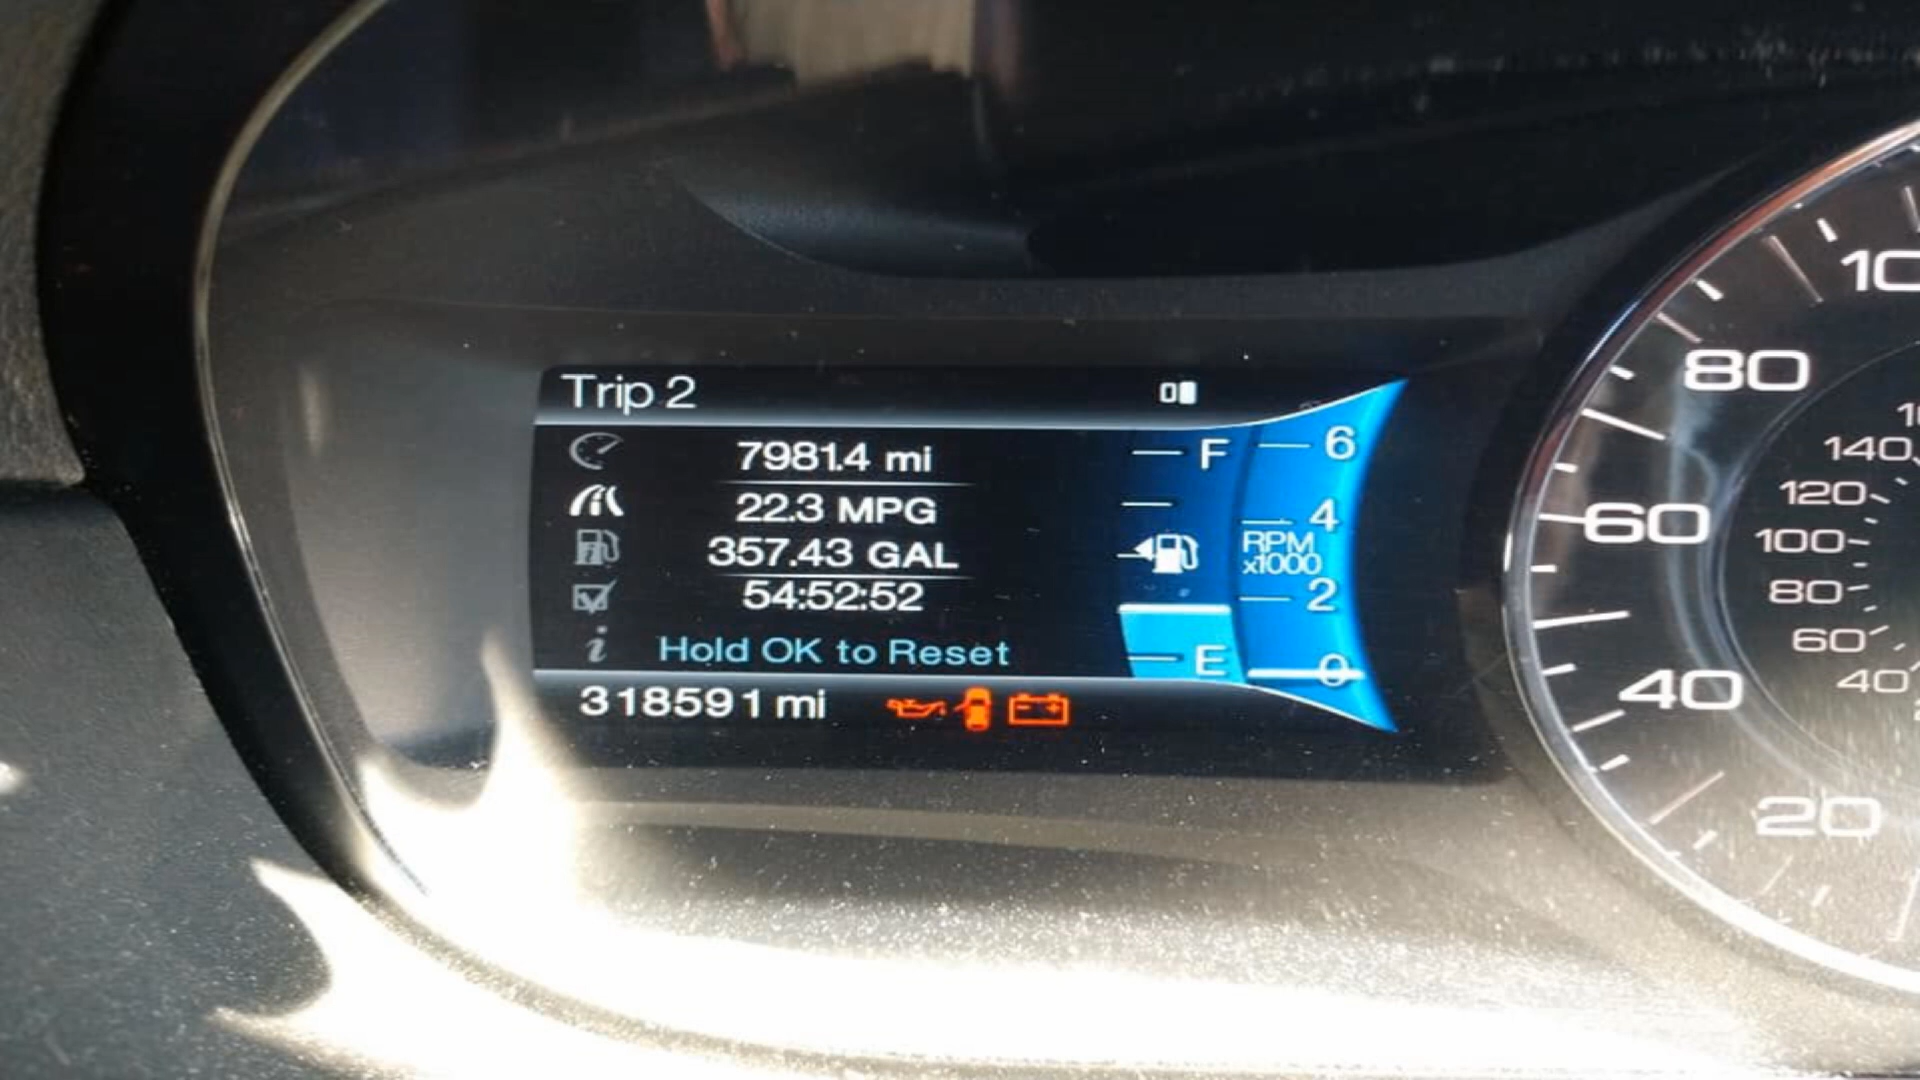 Trip 2
7981.4 mi
22.3 MPG
357.43 GAL
54:52:52
i Hold OK to Reset
318591 mi
F
E
6
4
RPM
x1000
2
0
80
60
40
20
140
120
100
80
60
40